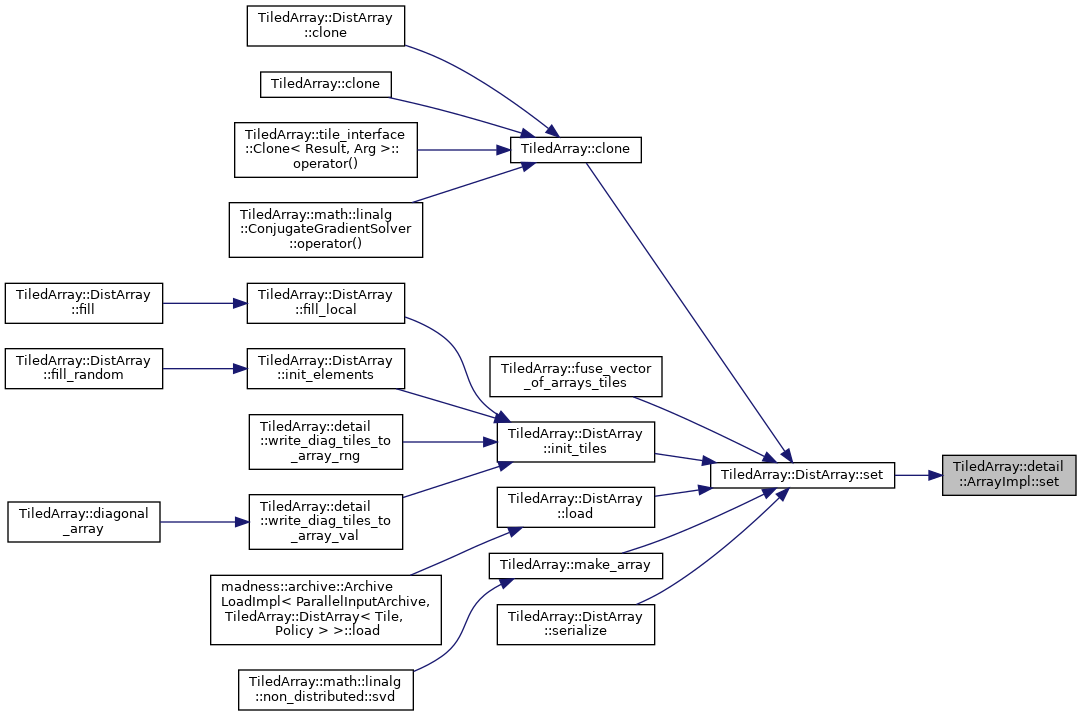 TiledArray::DistArray
::clone
TiledArray::clone
TiledArray::tile_interface
::Clone< Result, Arg >::
operator()
TiledArray::math::linalg
::ConjugateGradientSolver
::operator()
TiledArray::clone
TiledArray::DistArray
::fill
TiledArray::DistArray
::fill_local
TiledArray::DistArray
::fill_random
TiledArray::DistArray
::init_elements
TiledArray::detail
::write_diag_tiles_to
_array_rng
TiledArray::diagonal
_array
TiledArray::detail
::write_diag_tiles_to
_array_val
madness::archive::Archive
LoadImpl< ParallelInputArchive,
TiledArray::DistArray< Tile,
Policy > >::load
TiledArray::math::linalg
::non_distributed::svd
TiledArray::fuse_vector
_of_arrays_tiles
TiledArray::DistArray
::init_tiles
TiledArray::DistArray
::load
TiledArray::make_array
TiledArray::DistArray
::serialize
TiledArray::DistArray::set
TiledArray::detail
::ArrayImpl::set